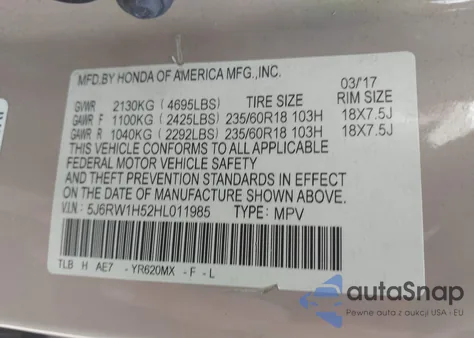 MFD.BY HONDA OF AMERICA MFG.,INC.
03/'17
GVWR 2130KG (4695LBS) TIRE SIZE RIM SIZE
GAWR F 1100KG (2425LBS) 235/60R18 103H 18X7.5J
GAWR R 1040KG (2292LBS) 235/60R18 103H 18X7.5J
THIS VEHICLE CONFORMS TO ALL APPLICABLE
FEDERAL MOTOR VEHICLE SAFETY
AND THEFT PREVENTION STANDARDS IN EFFECT
ON THE DATE OF MANUFACTURE SHOWN ABOVE.
V.I.N: 5J6RW1H52HL011985 TYPE: MPV
TLB H AE7 -YR620MX -F-L
autoSnap
Pewne auta z aukcji USA - EU